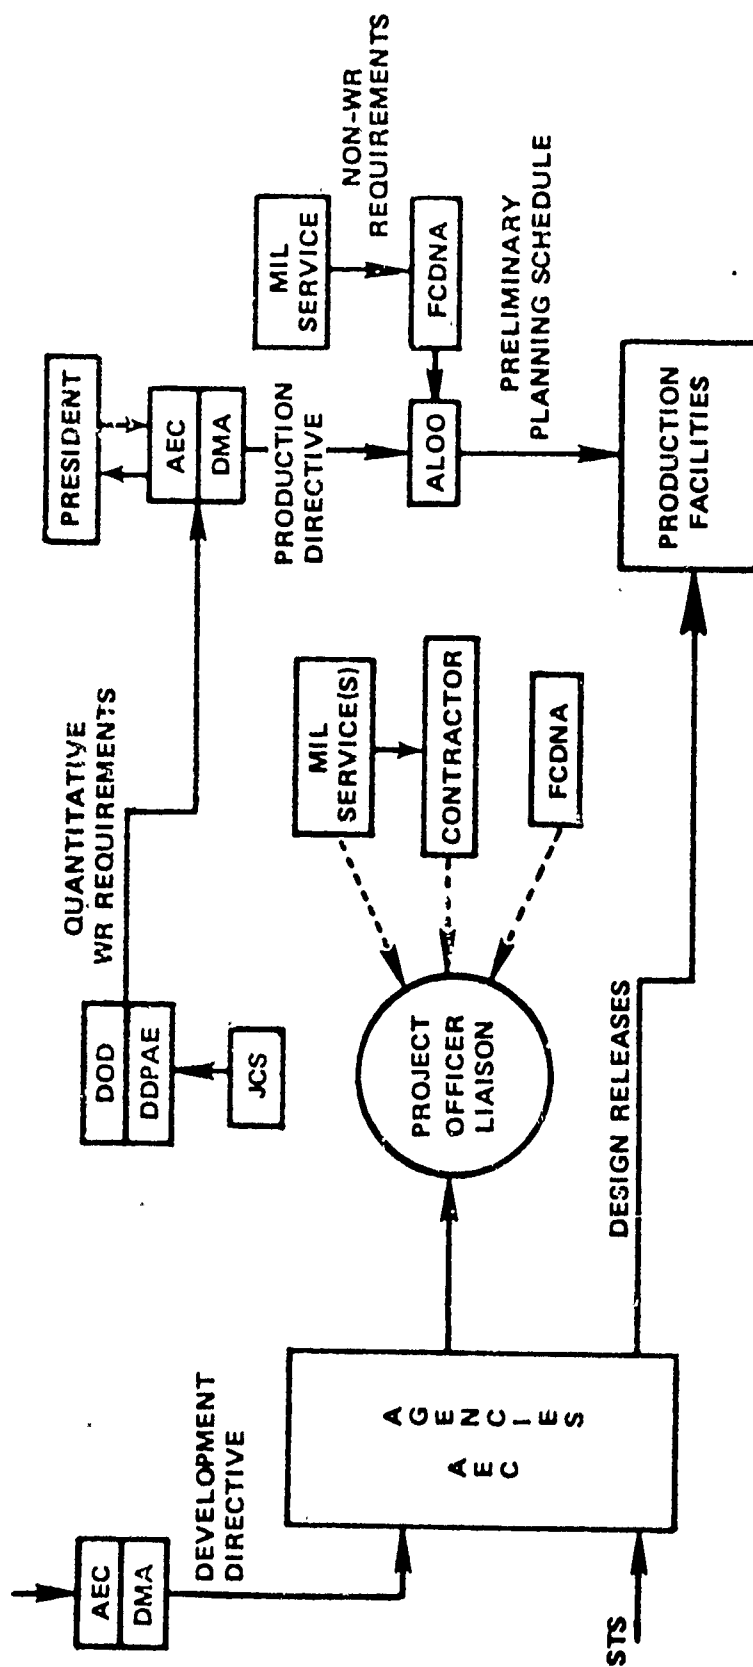 AEC
DMA
DEVELOPMENT
DIRECTIVE
AEC
AGENCIES
STS
DOD
DDPAE
JCS
QUANTITATIVE
WR REQUIREMENTS
PROJECT
OFFICER
LIAISON
DESIGN RELEASES
MIL
SERVICE(S)
CONTRACTOR
FCDNA
PRESIDENT
AEC
DMA
PRODUCTION
DIRECTIVE
MIL
SERVICE
NON-WR
REQUIREMENTS
FCDNA
ALOO
PRELIMINARY
PLANNING SCHEDULE
PRODUCTION
FACILITIES